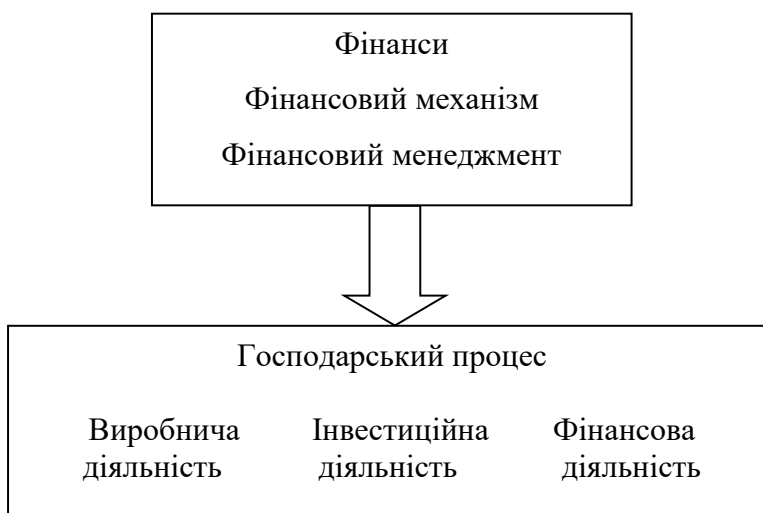 Фінанси
Фінансовий механізм
Фінансовий менеджмент
Господарський процес
Виробнича Інвестиційна Фінансова
діяльність діяльність діяльність